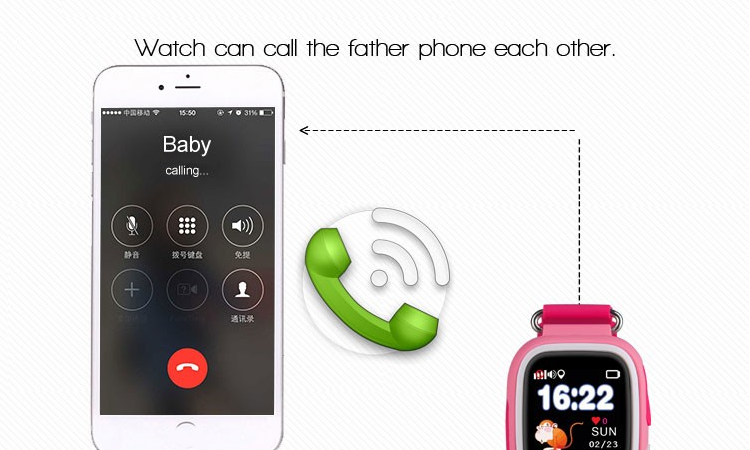 Watch can call the father phone each other.
中国移动 15:50 31%
Baby
calling...
静音 拨号键盘 免提
通讯录
16:22
0
SUN
02/23